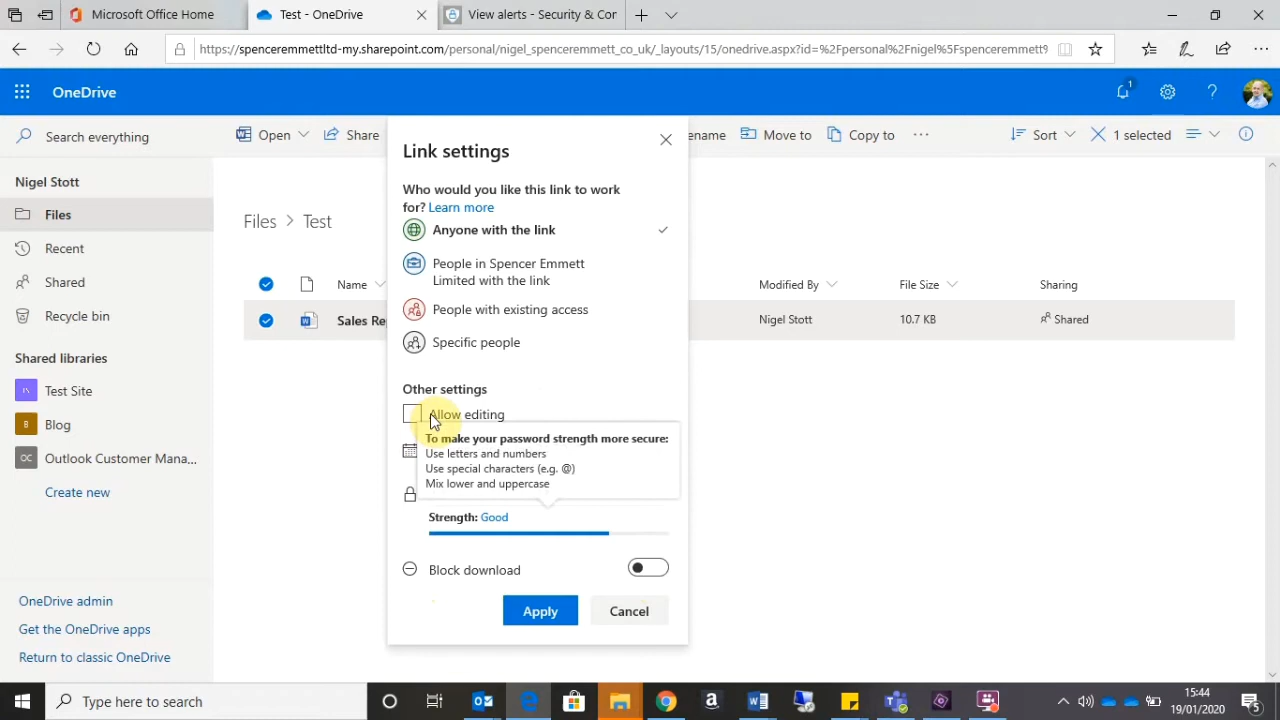 Microsoft Office Home
Test - OneDrive
View alerts - Security & Con
https://spenceremmettltd-my.sharepoint.com/personal/nigel_spenceremmett_co_uk/_layouts/15/onedrive.aspx?id=%2Fpersonal%2Fnigel%5Fspenceremmett%
OneDrive
1
?
Search everything
Open
Share
ename
Move to
Copy to
Sort
1 selected
Nigel Stott
Files
Recent
Shared
Recycle bin
Shared libraries
Test Site
B
Blog
OC
Outlook Customer Mana...
Create new
OneDrive admin
Get the OneDrive apps
Return to classic OneDrive
Files > Test
Name
Modified By
File Size
Sharing
Sales Re
Nigel Stott
10.7 KB
Shared
Link settings
Who would you like this link to work
for? Learn more
Anyone with the link
People in Spencer Emmett
Limited with the link
People with existing access
Specific people
Other settings
Allow editing
To make your password strength more secure:
Use letters and numbers
Use special characters (e.g. @)
Mix lower and uppercase
Strength: Good
Block download
Apply
Cancel
Type here to search
15:44
19/01/2020
5